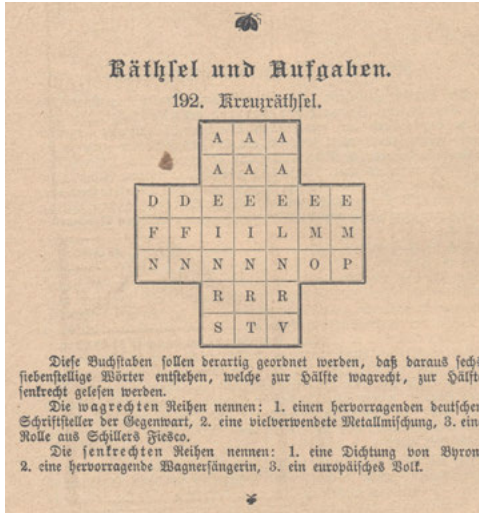 Räthsel und Aufgaben.
192. Kreuzräthsel.
A A A
A A A
D D E E E E E
F F I I L M M
N N N N N O P
R R R
S T V
Diese Buchstaben sollen derartig geordnet werden, daß daraus sechs
siebenstellige Wörter entstehen, welche zur Hälfte wagrecht, zur Hälfte
senkrecht gelesen werden.
Die wagrechten Reihen nennen: 1. einen hervorragenden deutschen
Schriftsteller der Gegenwart, 2. eine vielverwendete Metallmischung, 3. eine
Rolle aus Schillers Fiesco.
Die senkrechten Reihen nennen: 1. eine Dichtung von Byron,
2. eine hervorragende Wagnersängerin, 3. ein europäisches Volk.